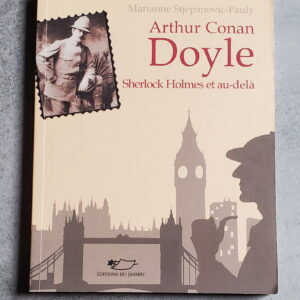 Marianne Stjepanovic-Pauly
Arthur Conan
Doyle
Sherlock Holmes et au-delà
ÉDITIONS DU JASMIN